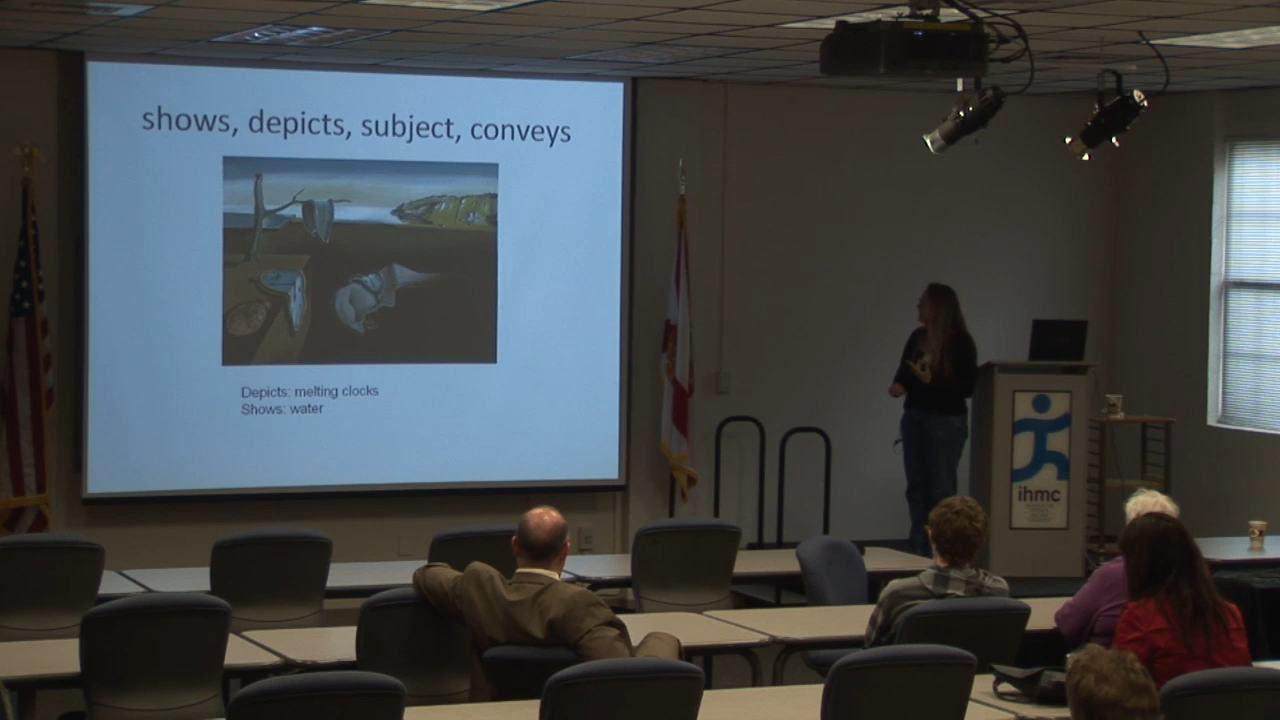 shows, depicts, subject, conveys
Depicts: melting clocks
Shows: water
ihmc